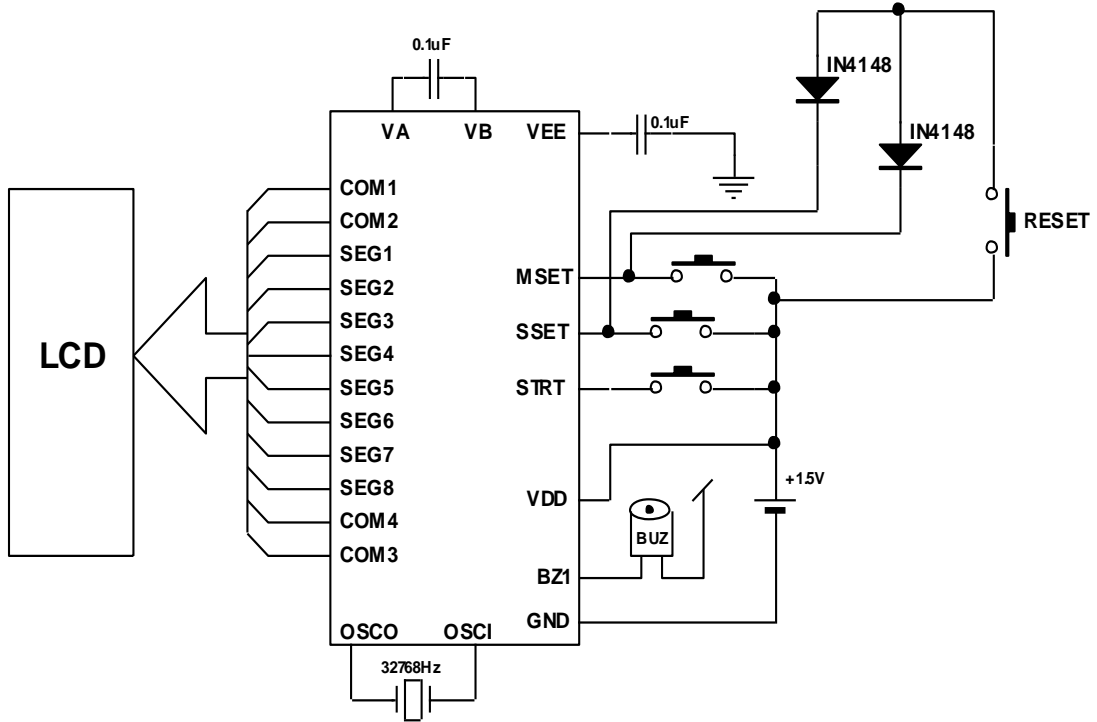 0.1uF
VA
VB
VEE
0.1uF
IN4148
IN4148
RESET
COM1
COM2
SEG1
SEG2
SEG3
SEG4
SEG5
SEG6
SEG7
SEG8
COM4
COM3
LCD
MSET
SSET
STRT
VDD
+1.5V
BUZ
BZ1
GND
OSCO
OSCI
32768Hz